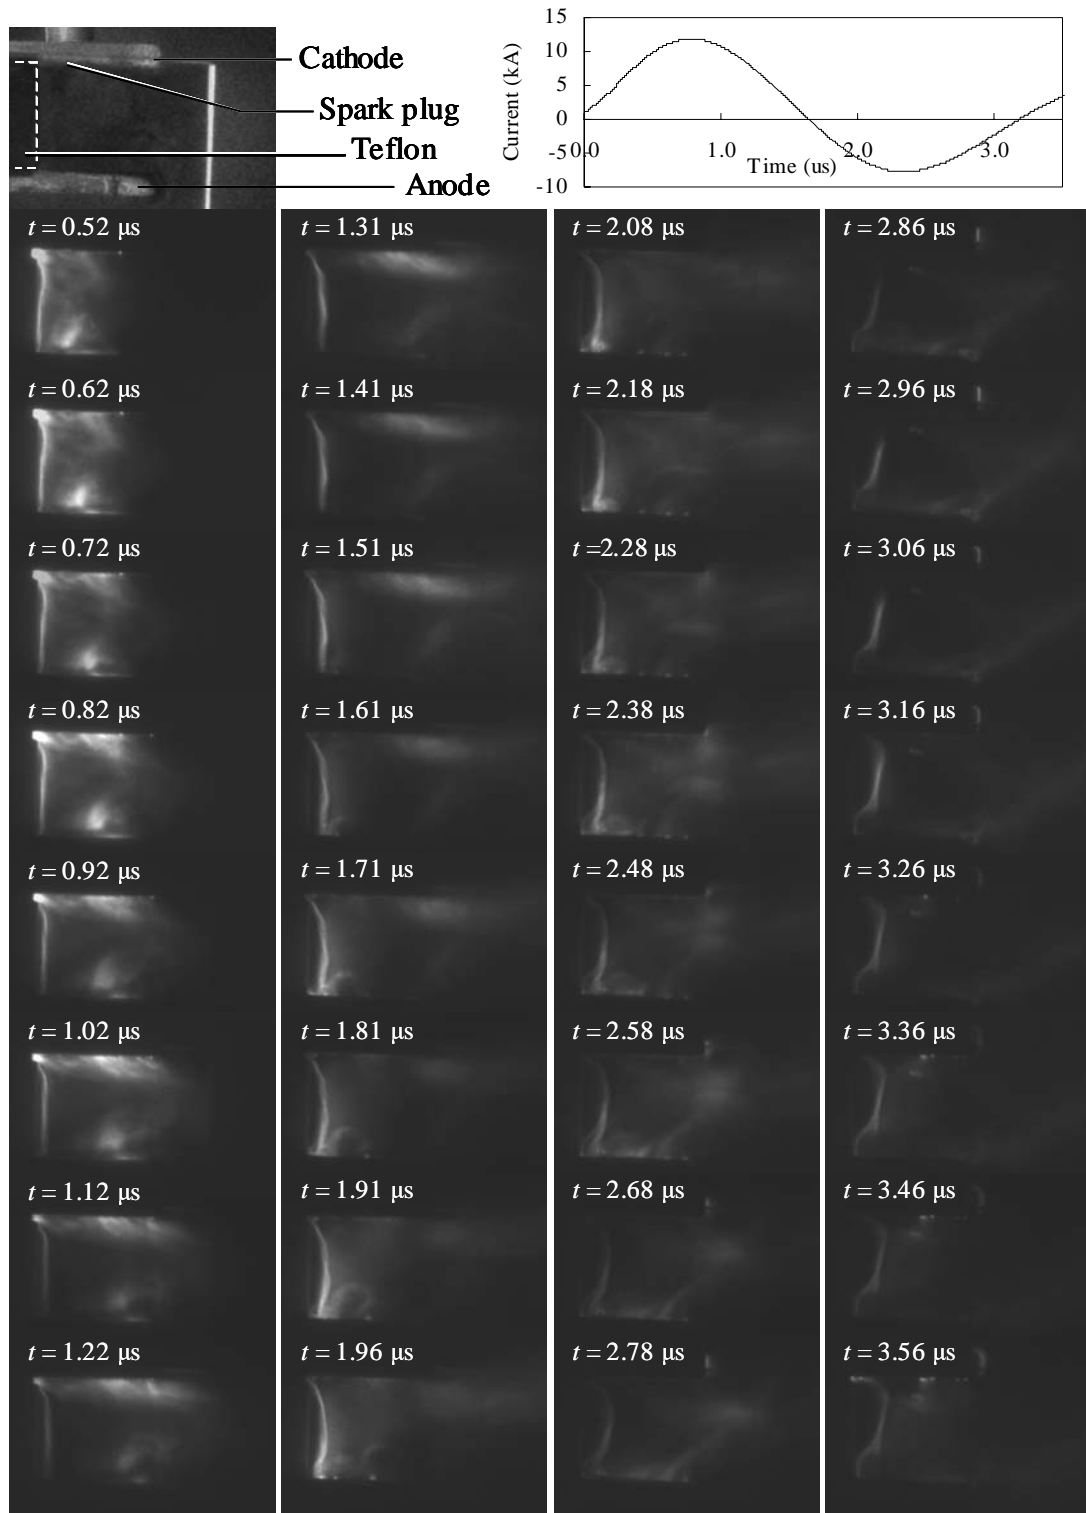 Cathode
Spark plug
Teflon
Anode
Current (kA)
15
10
5
0
-5
-10
0.0
1.0
2.0
3.0
Time (us)
t = 0.52 µs
t = 0.62 µs
t = 0.72 µs
t = 0.82 µs
t = 0.92 µs
t = 1.02 µs
t = 1.12 µs
t = 1.22 µs
t = 1.31 µs
t = 1.41 µs
t = 1.51 µs
t = 1.61 µs
t = 1.71 µs
t = 1.81 µs
t = 1.91 µs
t = 1.96 µs
t = 2.08 µs
t = 2.18 µs
t =2.28 µs
t = 2.38 µs
t = 2.48 µs
t = 2.58 µs
t = 2.68 µs
t = 2.78 µs
t = 2.86 µs
t = 2.96 µs
t = 3.06 µs
t = 3.16 µs
t = 3.26 µs
t = 3.36 µs
t = 3.46 µs
t = 3.56 µs